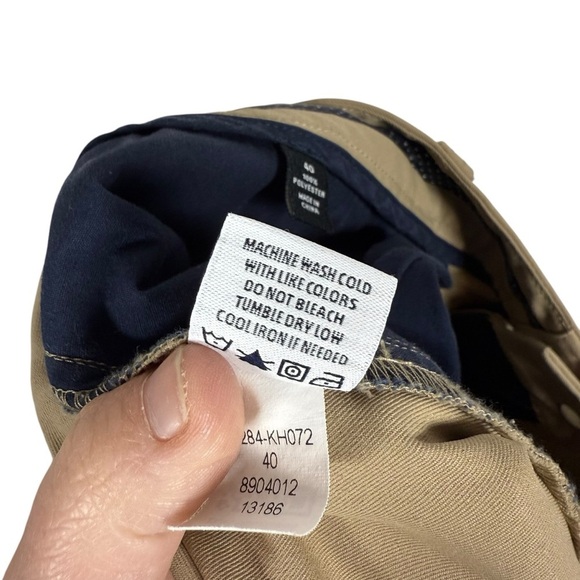 40
100%
POLYESTER
MADE IN
CHINA
MACHINE WASH COLD
WITH LIKE COLORS
DO NOT BLEACH
TUMBLE DRY LOW
COOL IRON IF NEEDED
284-KH072
40
8904012
13186